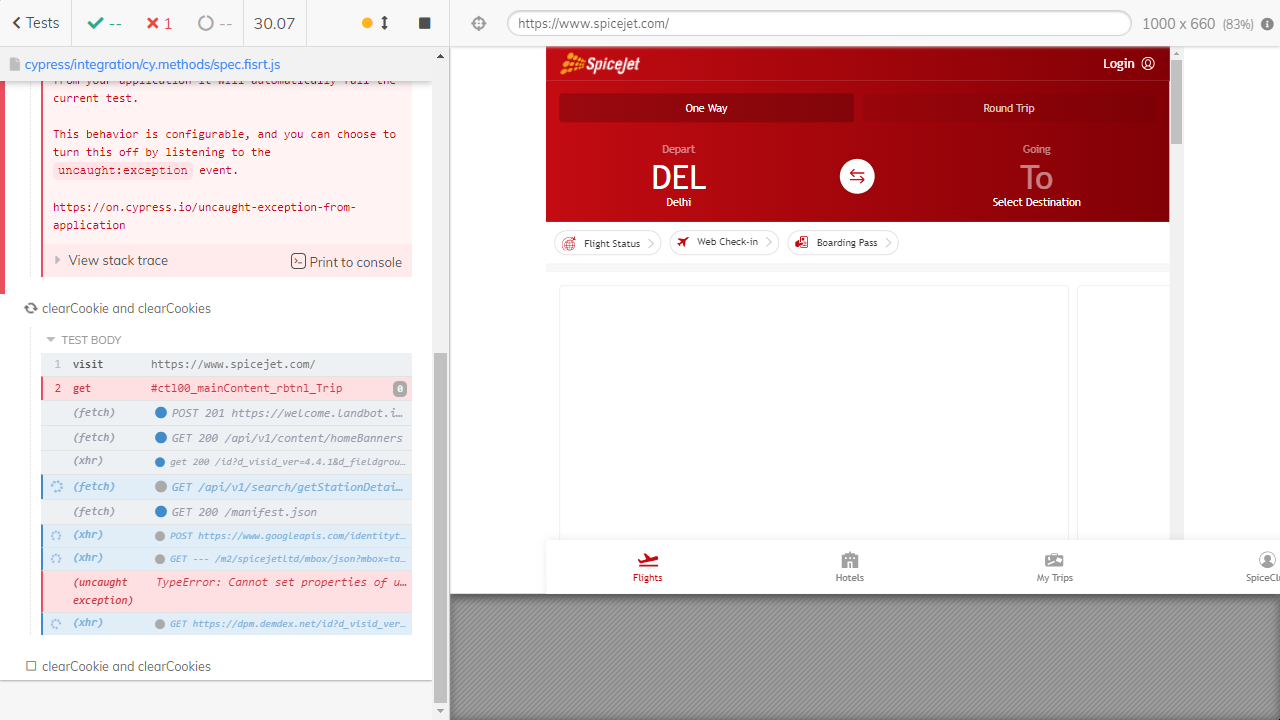 Tests
--
1
--
30.07
https://www.spicejet.com/
1000 x 660 (83%)
cypress/integration/cy.methods/spec.fisrt.js
from your application it will automatically fail the
current test.
This behavior is configurable, and you can choose to
turn this off by listening to the
uncaught:exception event.
https://on.cypress.io/uncaught-exception-from-
application
View stack trace
Print to console
clearCookie and clearCookies
TEST BODY
1 visit https://www.spicejet.com/
2 get #ctl00_mainContent_rbtnl_Trip 0
(fetch) POST 201 https://welcome.landbot.i…
(fetch) GET 200 /api/v1/content/homeBanners
(xhr) get 200 /id?d_visid_ver=4.4.1&d_fieldgrou…
(fetch) GET /api/v1/search/getStationDetai…
(fetch) GET 200 /manifest.json
(xhr) POST https://www.googleapis.com/identityt…
(xhr) GET --- /m2/spicejetltd/mbox/json?mbox=ta…
(uncaught exception) TypeError: Cannot set properties of u…
(xhr) GET https://dpm.demdex.net/id?d_visid_ver…
clearCookie and clearCookies
SpiceJet
Login
One Way
Round Trip
Depart
DEL
Delhi
Going
To
Select Destination
Flight Status
Web Check-in
Boarding Pass
Flights
Hotels
My Trips
SpiceClu